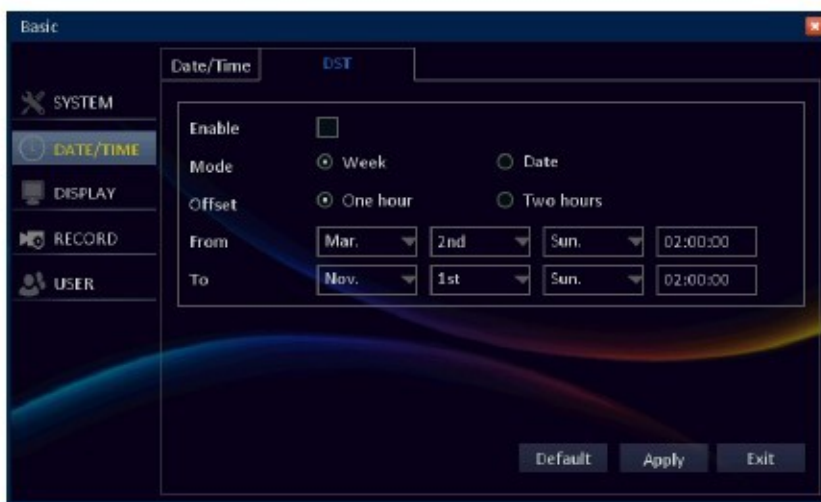 Basic
Date/Time DST
SYSTEM
DATE/TIME
DISPLAY
RECORD
USER
Enable
Mode Week Date
Offset One hour Two hours
From Mar. 2nd Sun. 02:00:00
To Nov. 1st Sun. 02:00:00
Default Apply Exit